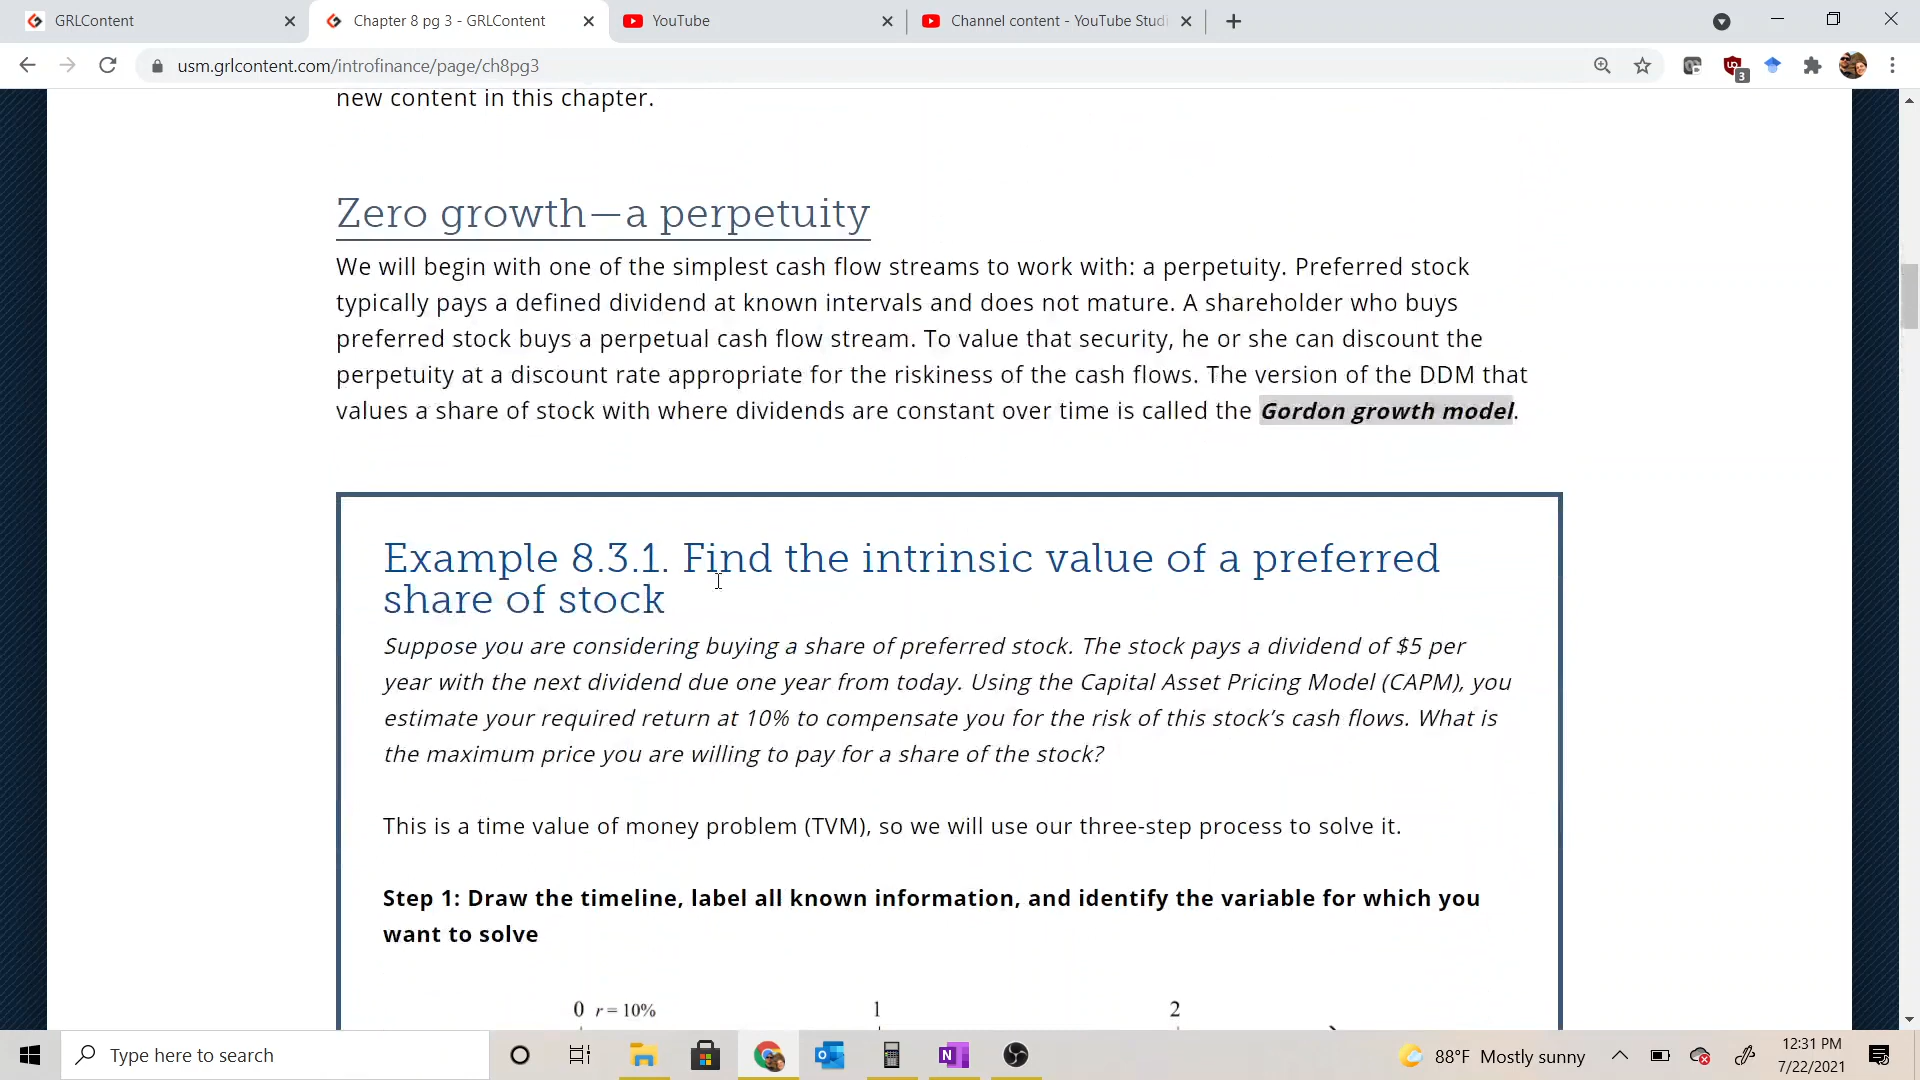 GRLContent
Chapter 8 pg 3 - GRLContent
YouTube
Channel content - YouTube Studi
usm.grlcontent.com/introfinance/page/ch8pg3
3
new content in this chapter.
Zero growth—a perpetuity
We will begin with one of the simplest cash flow streams to work with: a perpetuity. Preferred stock
typically pays a defined dividend at known intervals and does not mature. A shareholder who buys
preferred stock buys a perpetual cash flow stream. To value that security, he or she can discount the
perpetuity at a discount rate appropriate for the riskiness of the cash flows. The version of the DDM that
values a share of stock with where dividends are constant over time is called the Gordon growth model.
Example 8.3.1. Find the intrinsic value of a preferred
share of stock
Suppose you are considering buying a share of preferred stock. The stock pays a dividend of $5 per
year with the next dividend due one year from today. Using the Capital Asset Pricing Model (CAPM), you
estimate your required return at 10% to compensate you for the risk of this stock’s cash flows. What is
the maximum price you are willing to pay for a share of the stock?
This is a time value of money problem (TVM), so we will use our three-step process to solve it.
Step 1: Draw the timeline, label all known information, and identify the variable for which you
want to solve
0 r = 10% 1 2
Type here to search
88°F Mostly sunny
12:31 PM
7/22/2021